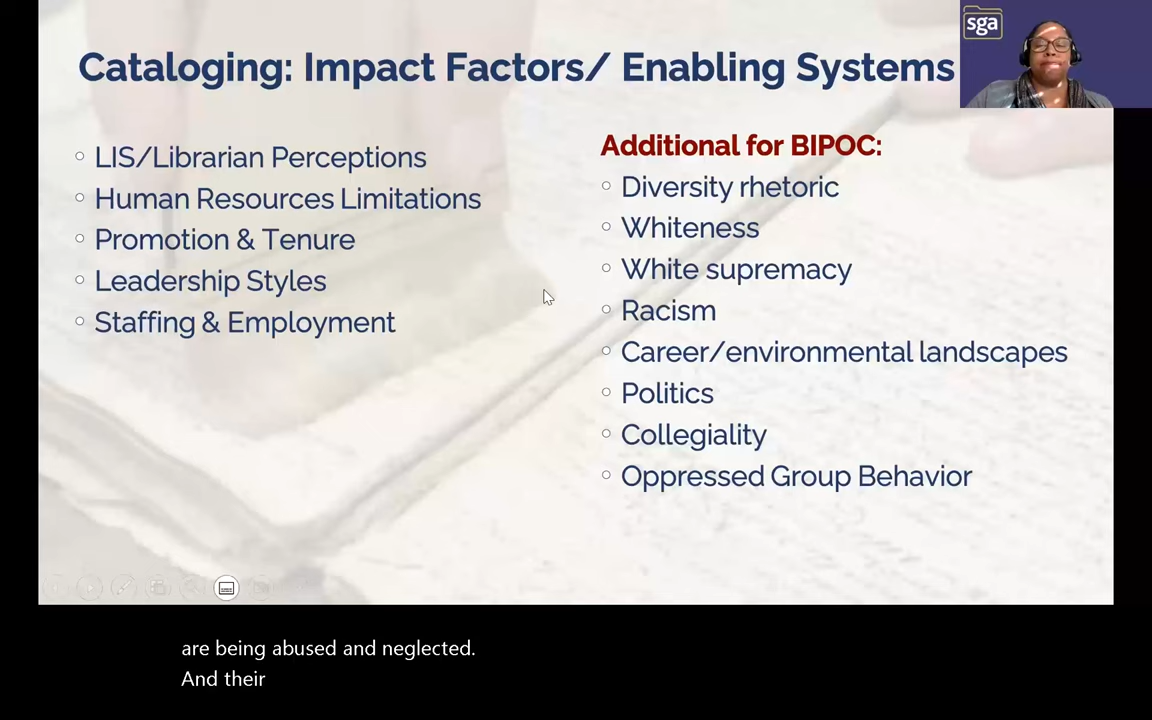 Cataloging: Impact Factors/ Enabling Systems
sga
LIS/Librarian Perceptions
Human Resources Limitations
Promotion & Tenure
Leadership Styles
Staffing & Employment
Additional for BIPOC:
Diversity rhetoric
Whiteness
White supremacy
Racism
Career/environmental landscapes
Politics
Collegiality
Oppressed Group Behavior
are being abused and neglected.
And their